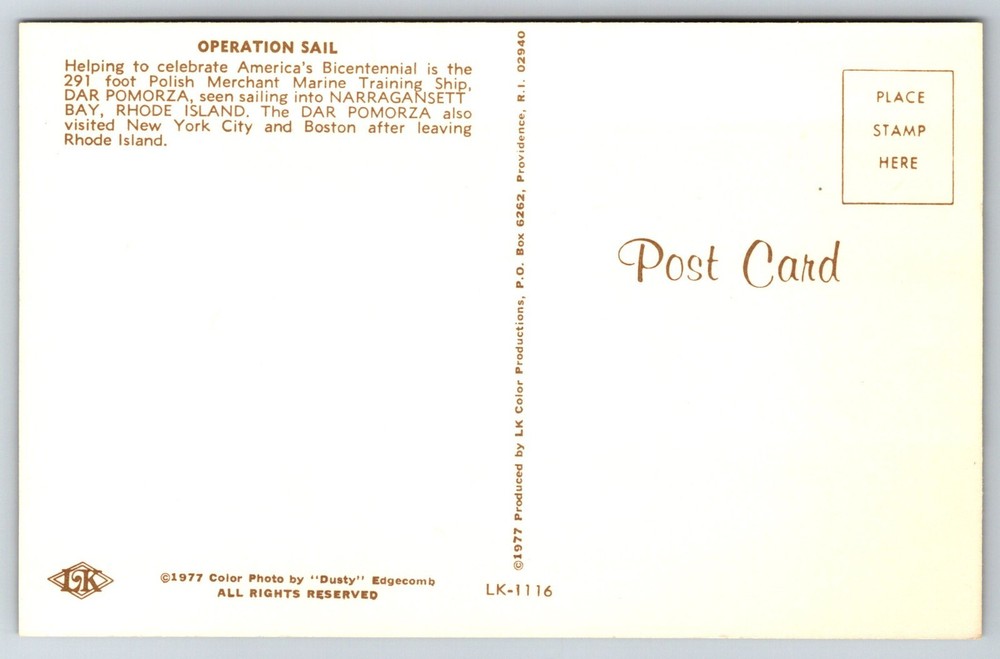 OPERATION SAIL
Helping to celebrate America's Bicentennial is the
291 foot Polish Merchant Marine Training Ship,
DAR POMORZA, seen sailing into NARRAGANSETT
BAY, RHODE ISLAND. The DAR POMORZA also
visited New York City and Boston after leaving
Rhode Island.
©1977 Produced by LK Color Productions, P.O. Box 6262, Providence, R.I. 02940
PLACE
STAMP
HERE
Post Card
LK
©1977 Color Photo by "Dusty" Edgecomb
ALL RIGHTS RESERVED
LK-1116